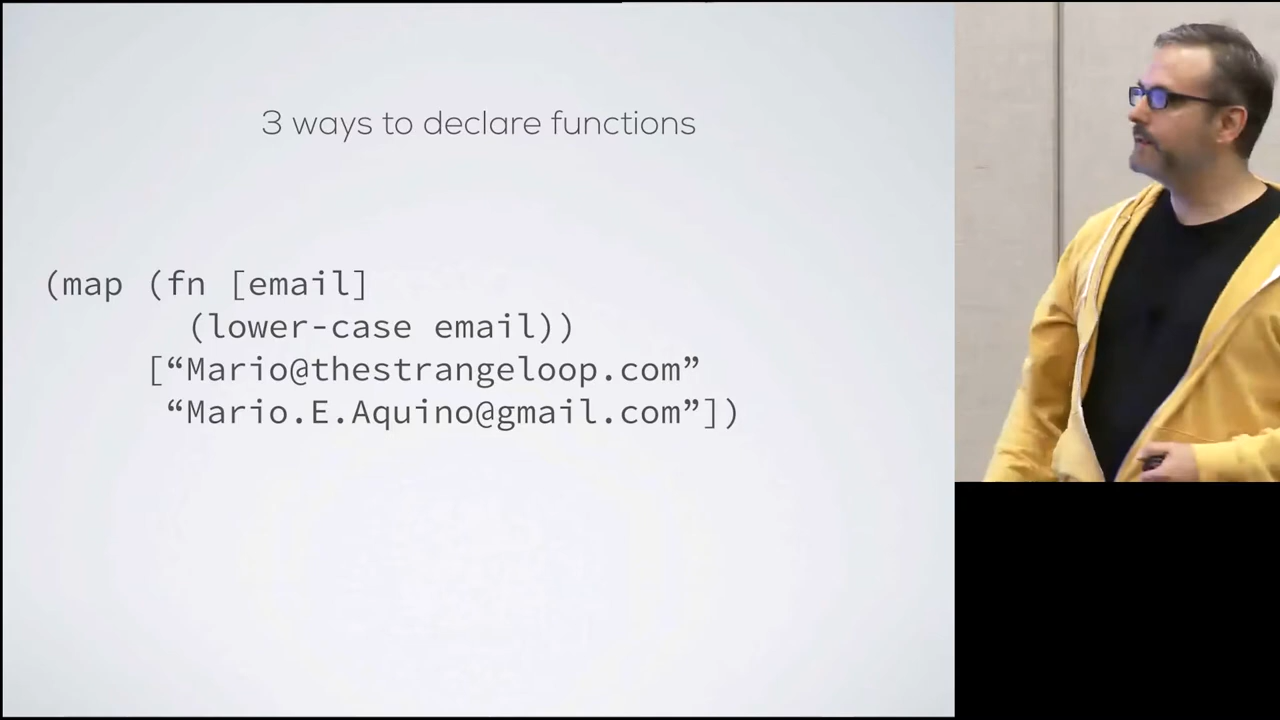 3 ways to declare functions
(map (fn [email]
(lower-case email))
[“Mario@thestrangeloop.com”
“Mario.E.Aquino@gmail.com”])